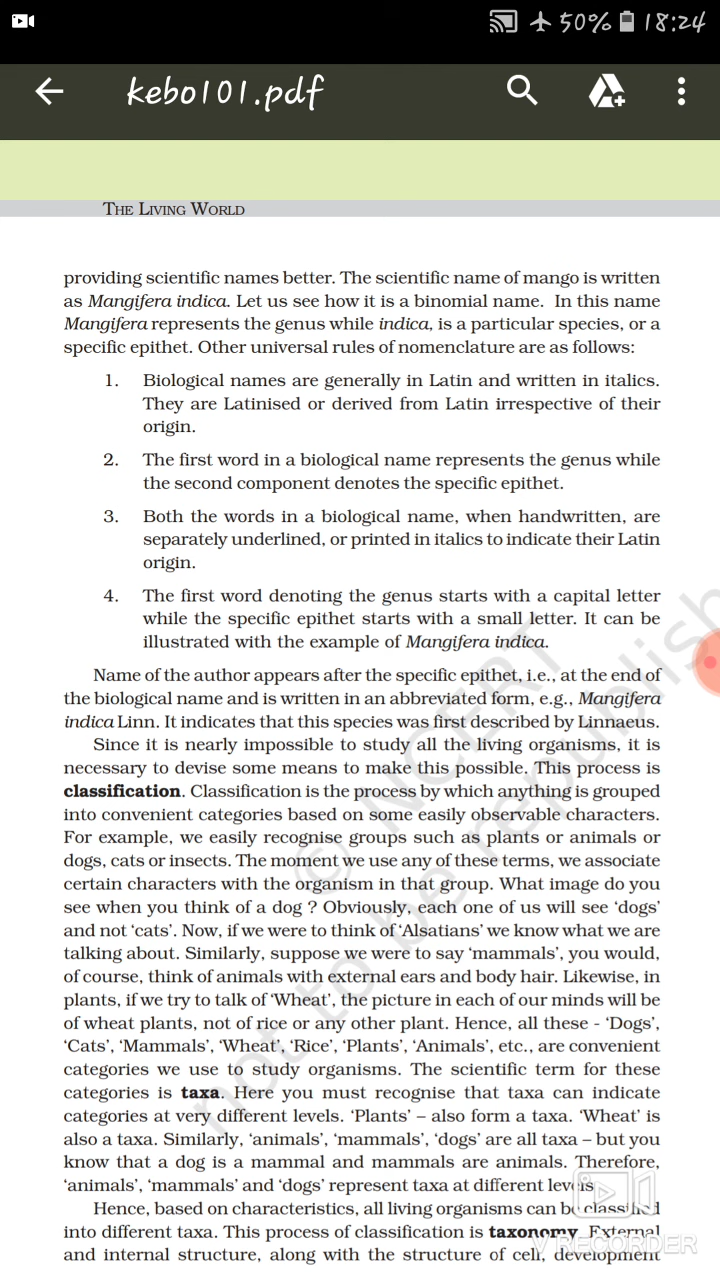 50% 18:24
kebo101.pdf
THE LIVING WORLD
providing scientific names better. The scientific name of mango is written
as Mangifera indica. Let us see how it is a binomial name. In this name
Mangifera represents the genus while indica, is a particular species, or a
specific epithet. Other universal rules of nomenclature are as follows:
1. Biological names are generally in Latin and written in italics.
They are Latinised or derived from Latin irrespective of their
origin.
2. The first word in a biological name represents the genus while
the second component denotes the specific epithet.
3. Both the words in a biological name, when handwritten, are
separately underlined, or printed in italics to indicate their Latin
origin.
4. The first word denoting the genus starts with a capital letter
while the specific epithet starts with a small letter. It can be
illustrated with the example of Mangifera indica.
Name of the author appears after the specific epithet, i.e., at the end of
the biological name and is written in an abbreviated form, e.g., Mangifera
indica Linn. It indicates that this species was first described by Linnaeus.
Since it is nearly impossible to study all the living organisms, it is
necessary to devise some means to make this possible. This process is
classification. Classification is the process by which anything is grouped
into convenient categories based on some easily observable characters.
For example, we easily recognise groups such as plants or animals or
dogs, cats or insects. The moment we use any of these terms, we associate
certain characters with the organism in that group. What image do you
see when you think of a dog ? Obviously, each one of us will see 'dogs'
and not 'cats'. Now, if we were to think of 'Alsatians' we know what we are
talking about. Similarly, suppose we were to say 'mammals', you would,
of course, think of animals with external ears and body hair. Likewise, in
plants, if we try to talk of 'Wheat', the picture in each of our minds will be
of wheat plants, not of rice or any other plant. Hence, all these - 'Dogs',
'Cats', 'Mammals', 'Wheat', 'Rice', 'Plants', 'Animals', etc., are convenient
categories we use to study organisms. The scientific term for these
categories is taxa. Here you must recognise that taxa can indicate
categories at very different levels. 'Plants' – also form a taxa. 'Wheat' is
also a taxa. Similarly, 'animals', 'mammals', 'dogs' are all taxa – but you
know that a dog is a mammal and mammals are animals. Therefore,
'animals', 'mammals' and 'dogs' represent taxa at different levels.
Hence, based on characteristics, all living organisms can be classified
into different taxa. This process of classification is taxonomy. External
and internal structure, along with the structure of cell, development
© NCERT
not to be republish
V RECORDER